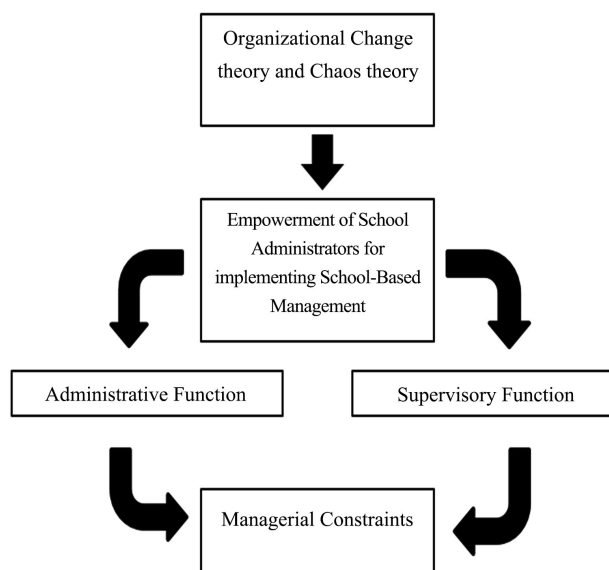 Organizational Change
theory and Chaos theory
Empowerment of School
Administrators for
implementing School-Based
Management
Administrative Function
Supervisory Function
Managerial Constraints